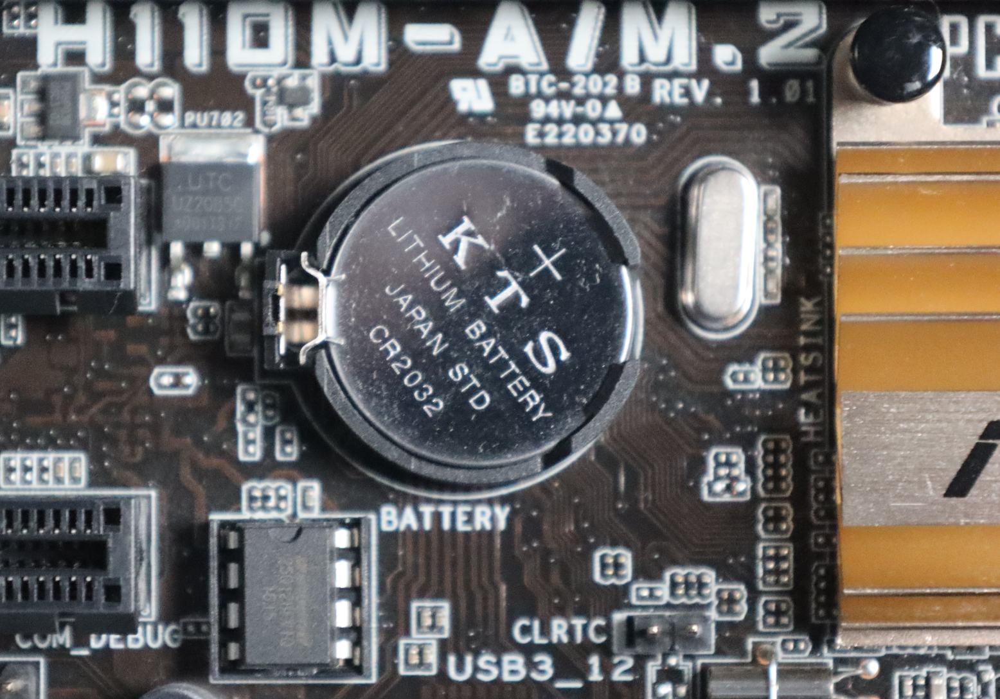 H110M-A/M.2
PC
BTC-202 B REV. 1.01
94V-0
E220370
PU702
UTC
K T S
+
LITHIUM BATTERY
JAPAN STD
CR2032
HEATSINK
BATTERY
COM_DEBUG
CLRTC
USB3_12